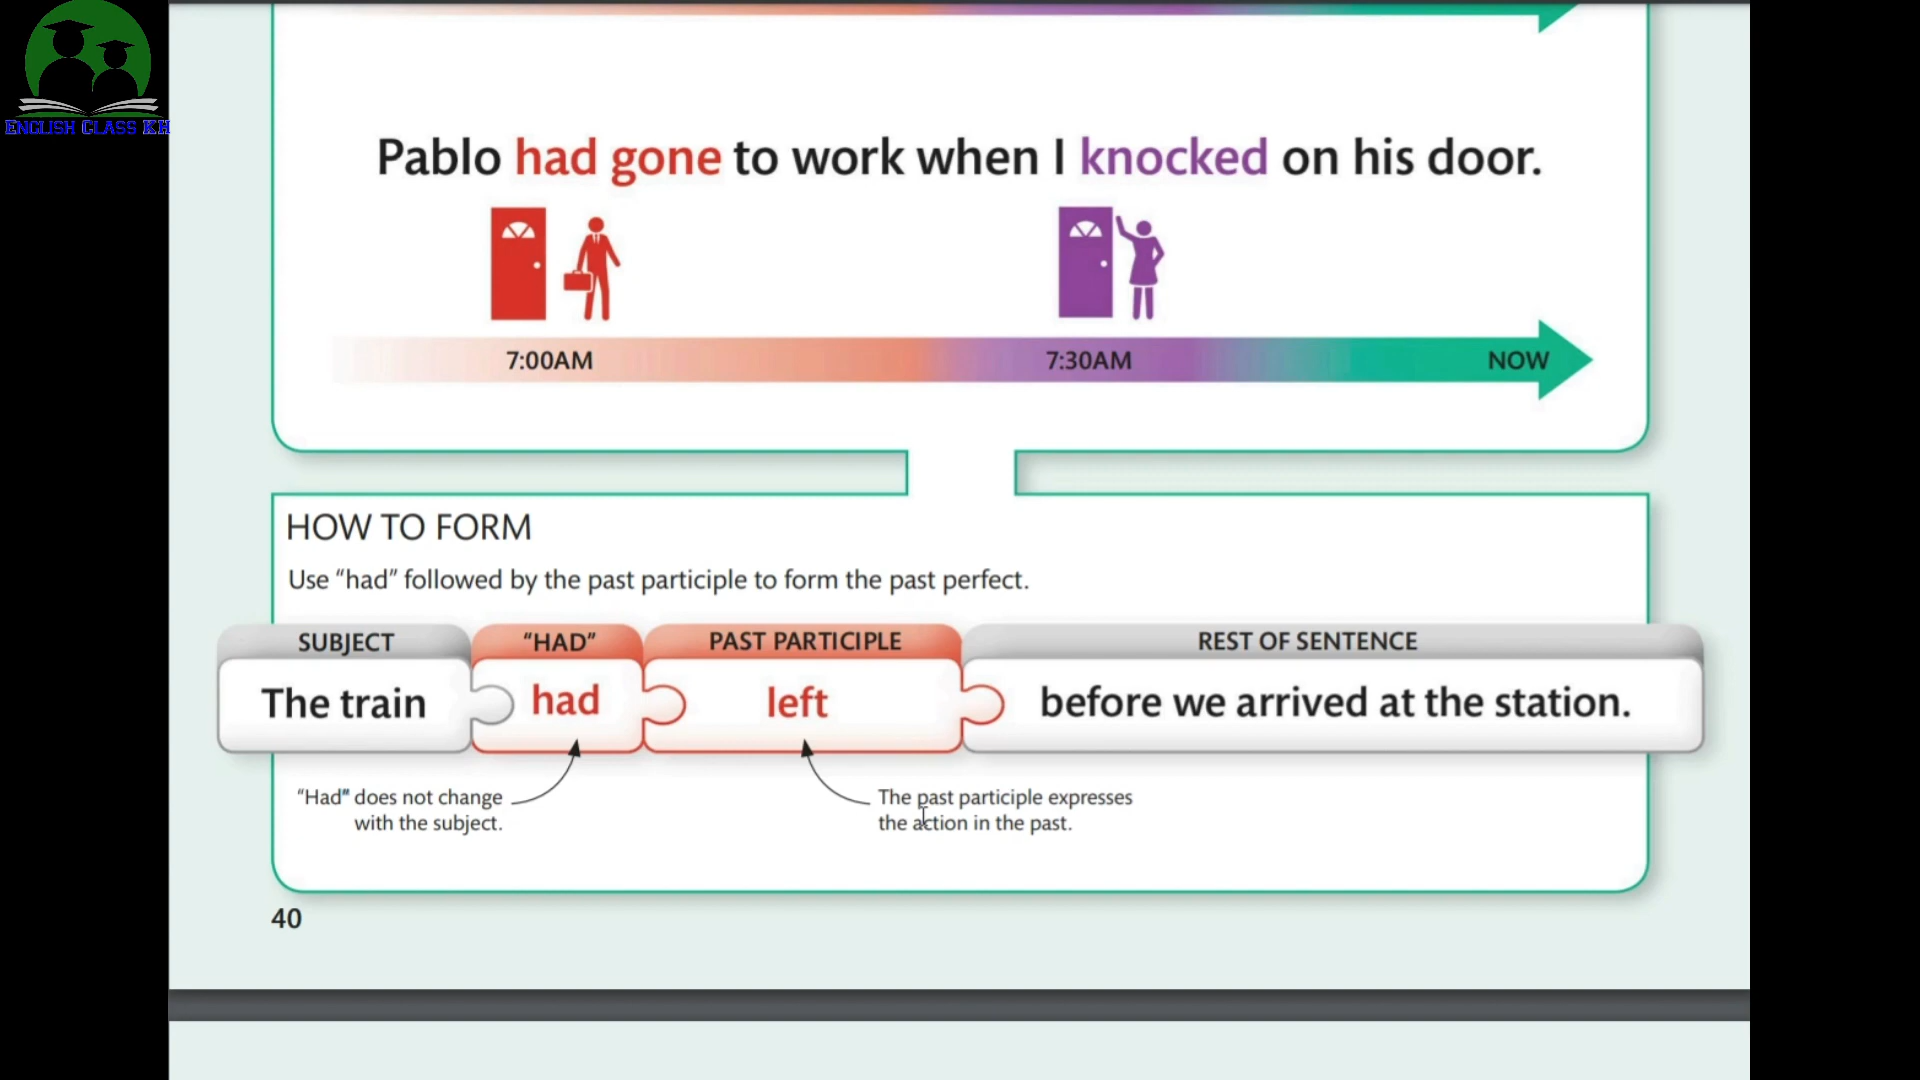 ENGLISH CLASS KH
Pablo had gone to work when I knocked on his door.
7:00AM 7:30AM NOW
HOW TO FORM
Use “had” followed by the past participle to form the past perfect.
SUBJECT “HAD” PAST PARTICIPLE REST OF SENTENCE
The train had left before we arrived at the station.
“Had” does not change
with the subject.
The past participle expresses
the action in the past.
40